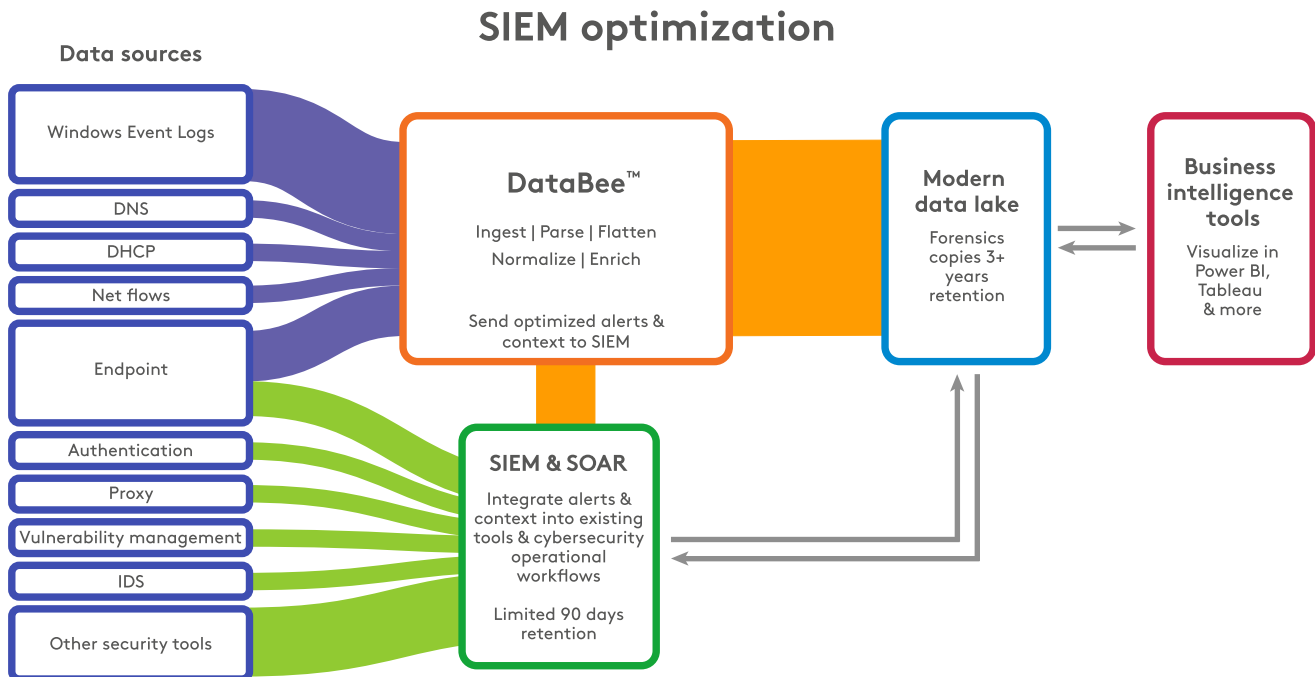 SIEM optimization
Data sources
Windows Event Logs
DNS
DHCP
Net flows
Endpoint
Authentication
Proxy
Vulnerability management
IDS
Other security tools
DataBee™
Ingest | Parse | Flatten
Normalize | Enrich
Send optimized alerts &
context to SIEM
SIEM & SOAR
Integrate alerts &
context into existing
tools & cybersecurity
operational
workflows
Limited 90 days
retention
Modern
data lake
Forensics
copies 3+
years
retention
Business
intelligence
tools
Visualize in
Power BI,
Tableau
& more